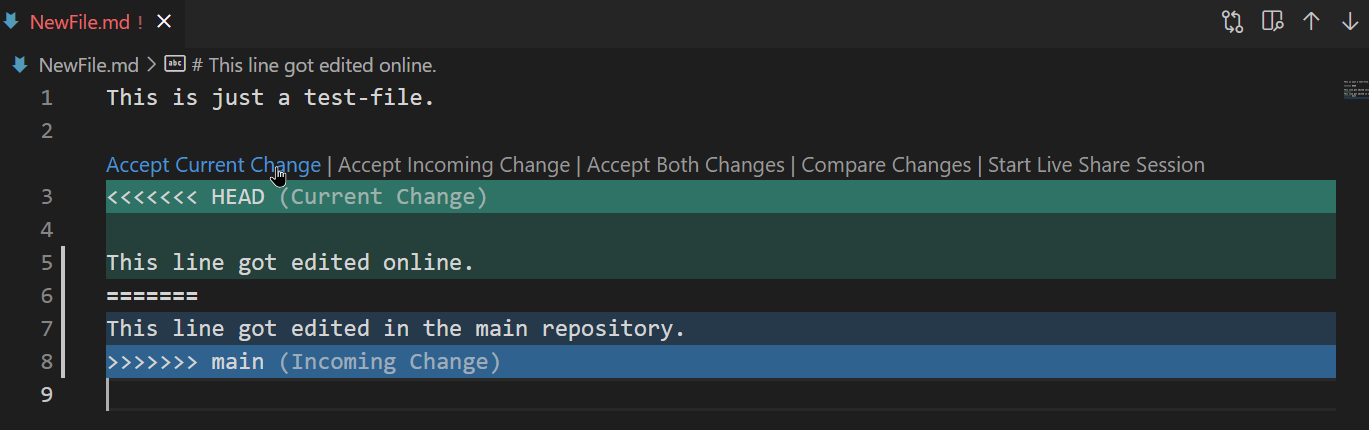 NewFile.md !
NewFile.md > abc # This line got edited online.
1 This is just a test-file.
2
Accept Current Change | Accept Incoming Change | Accept Both Changes | Compare Changes | Start Live Share Session
3 <<<<<<< HEAD (Current Change)
4
5 This line got edited online.
6 =======
7 This line got edited in the main repository.
8 >>>>>>> main (Incoming Change)
9